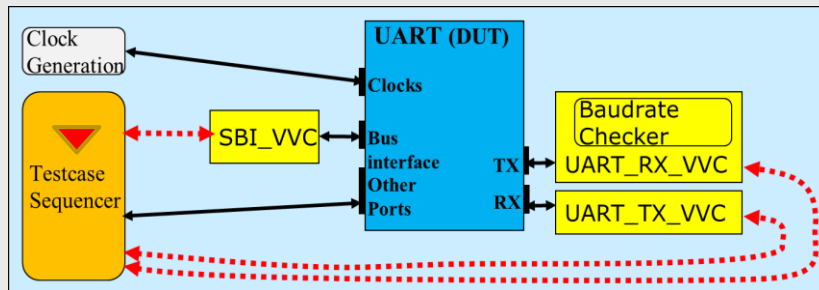 Clock
Generation
Testcase
Sequencer
SBI_VVC
UART (DUT)
Clocks
Bus
interface
Other
Ports
TX
RX
Baudrate
Checker
UART_RX_VVC
UART_TX_VVC